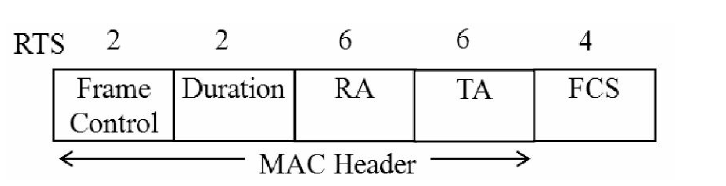 RTS 2 2 6 6 4
Frame Control Duration RA TA FCS
MAC Header